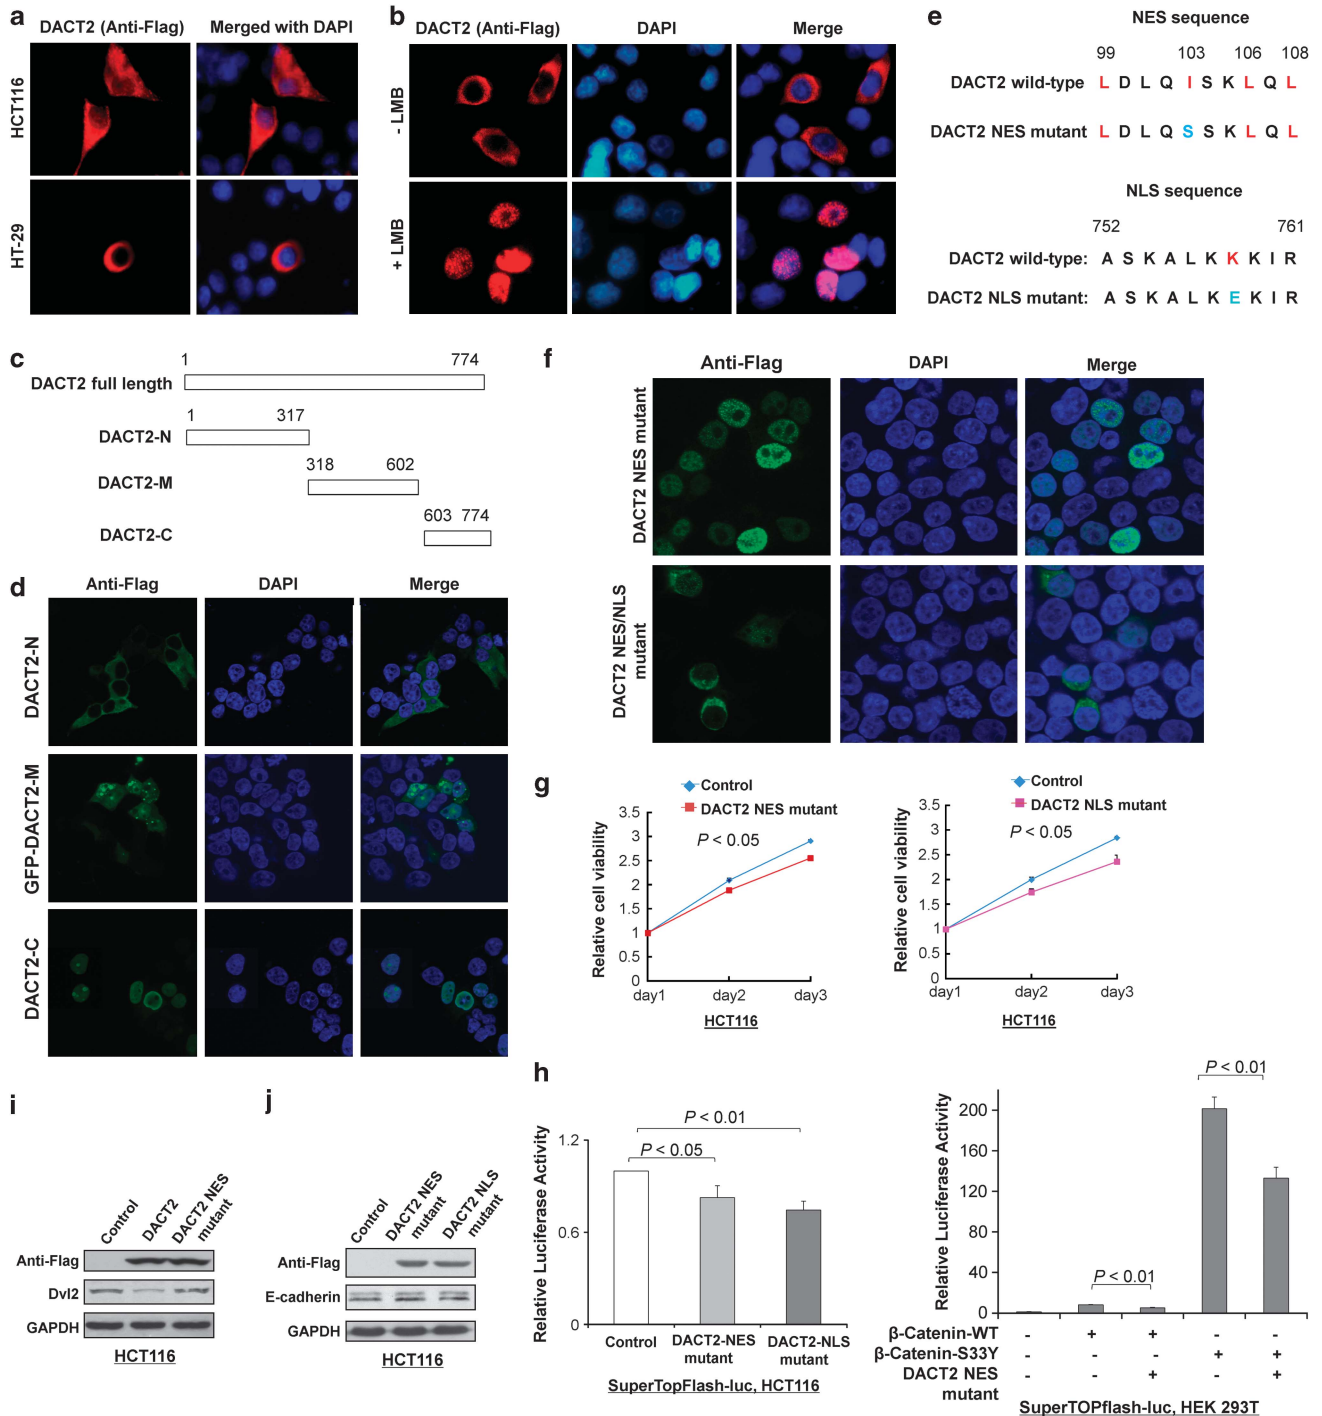 a
DACT2 (Anti-Flag) Merged with DAPI
HCT116
HT-29
b
DACT2 (Anti-Flag) DAPI Merge
- LMB
+ LMB
e
NES sequence
99 103 106 108
DACT2 wild-type L D L Q I S K L Q L
DACT2 NES mutant L D L Q S S K L Q L
NLS sequence
752 761
DACT2 wild-type: A S K A L K K K I R
DACT2 NLS mutant: A S K A L K E K I R
c
1 774
DACT2 full length
1 317
DACT2-N
318 602
DACT2-M
603 774
DACT2-C
d
Anti-Flag DAPI Merge
DACT2-N
GFP-DACT2-M
DACT2-C
f
Anti-Flag DAPI Merge
DACT2 NES mutant
DACT2 NES/NLS
mutant
g
Control
DACT2 NES mutant
P < 0.05
Relative cell viability
3.5
3
2.5
2
1.5
1
0.5
0
day1 day2 day3
HCT116
Control
DACT2 NLS mutant
P < 0.05
Relative cell viability
3.5
3
2.5
2
1.5
1
0.5
0
day1 day2 day3
HCT116
h
P < 0.01
P < 0.05
Relative Luciferase Activity
1.2
0.6
0
Control DACT2-NES mutant DACT2-NLS mutant
SuperTopFlash-luc, HCT116
P < 0.01
P < 0.01
Relative Luciferase Activity
200
160
120
80
40
0
β-Catenin-WT - + + - -
β-Catenin-S33Y - - - + +
DACT2 NES mutant - - + - +
SuperTOPflash-luc, HEK 293T
i
Control
DACT2
DACT2 NES
mutant
Anti-Flag
Dvl2
GAPDH
HCT116
j
Control
DACT2 NES
mutant
DACT2 NLS
mutant
Anti-Flag
E-cadherin
GAPDH
HCT116